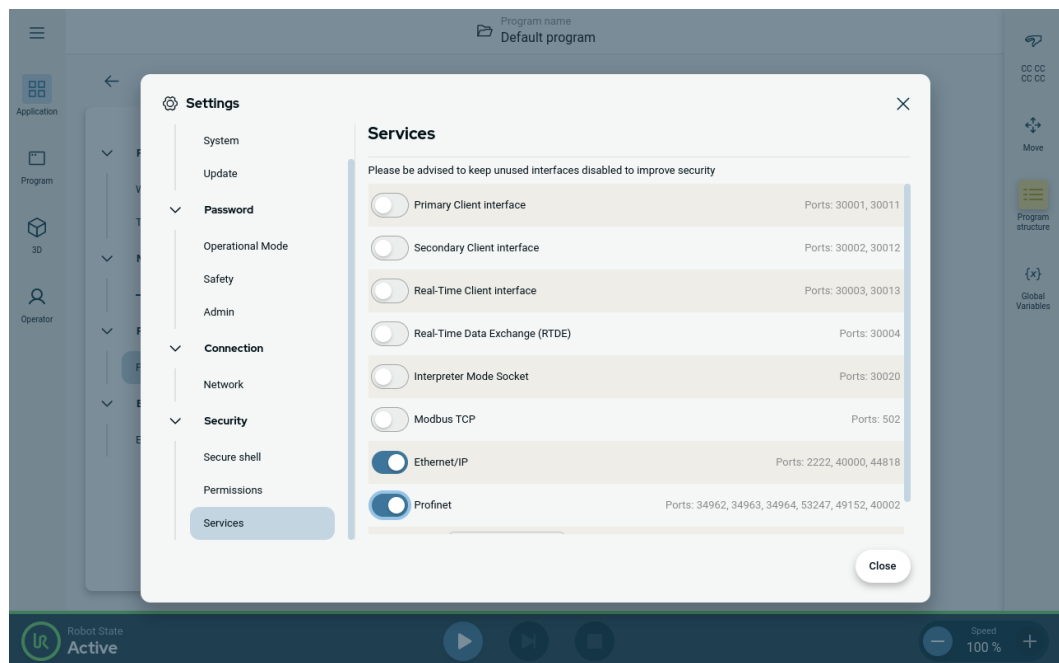 Program name
Default program
Application
Program
3D
Operator
Settings
System
Update
Password
Operational Mode
Safety
Admin
Connection
Network
Security
Secure shell
Permissions
Services
Services
Please be advised to keep unused interfaces disabled to improve security
Primary Client interface Ports: 30001, 30011
Secondary Client interface Ports: 30002, 30012
Real-Time Client interface Ports: 30003, 30013
Real-Time Data Exchange (RTDE) Ports: 30004
Interpreter Mode Socket Ports: 30020
Modbus TCP Ports: 502
Ethernet/IP Ports: 2222, 40000, 44818
Profinet Ports: 34962, 34963, 34964, 53247, 49152, 40002
Close
CC CC
CC CC
Move
Program
structure
{x}
Global
Variables
UR
Robot State
Active
Speed
100 %